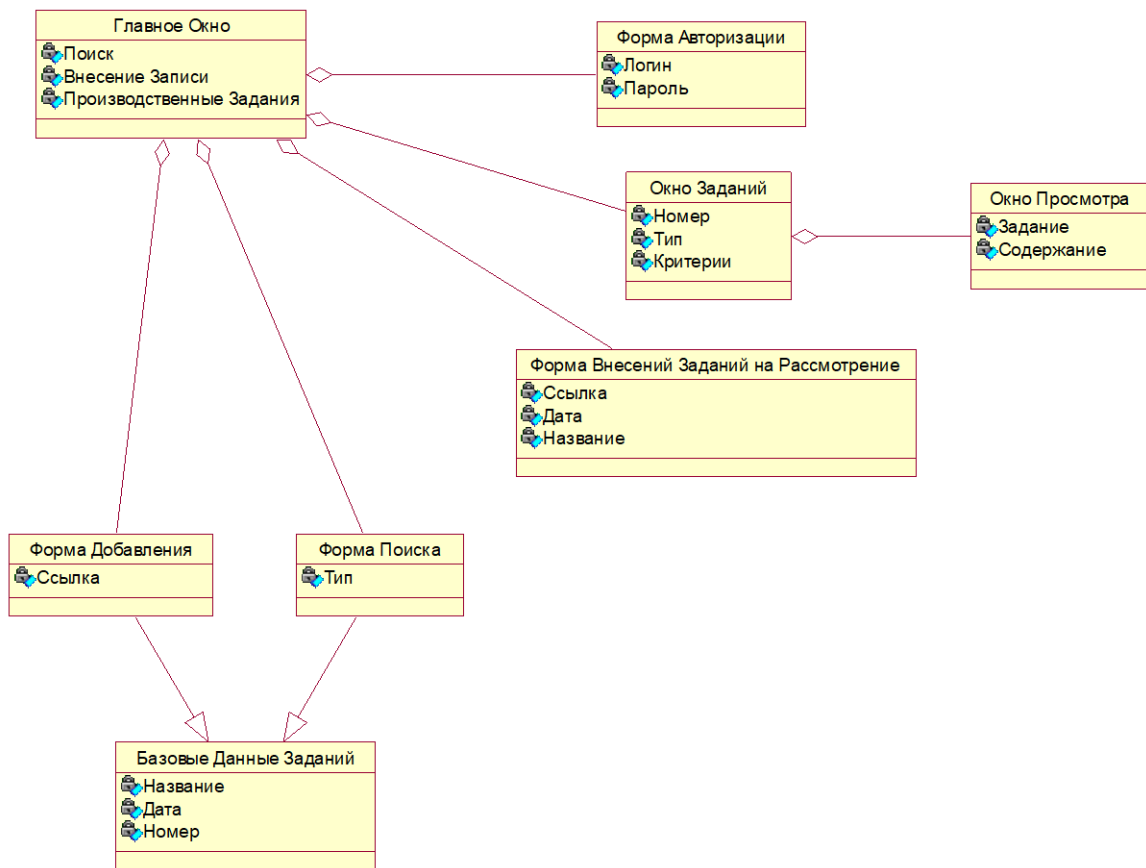 Главное Окно
Поиск
Внесение Записи
Производственные Задания
Форма Авторизации
Логин
Пароль
Окно Заданий
Номер
Тип
Критерии
Окно Просмотра
Задание
Содержание
Форма Внесений Заданий на Рассмотрение
Ссылка
Дата
Название
Форма Добавления
Ссылка
Форма Поиска
Тип
Базовые Данные Заданий
Название
Дата
Номер